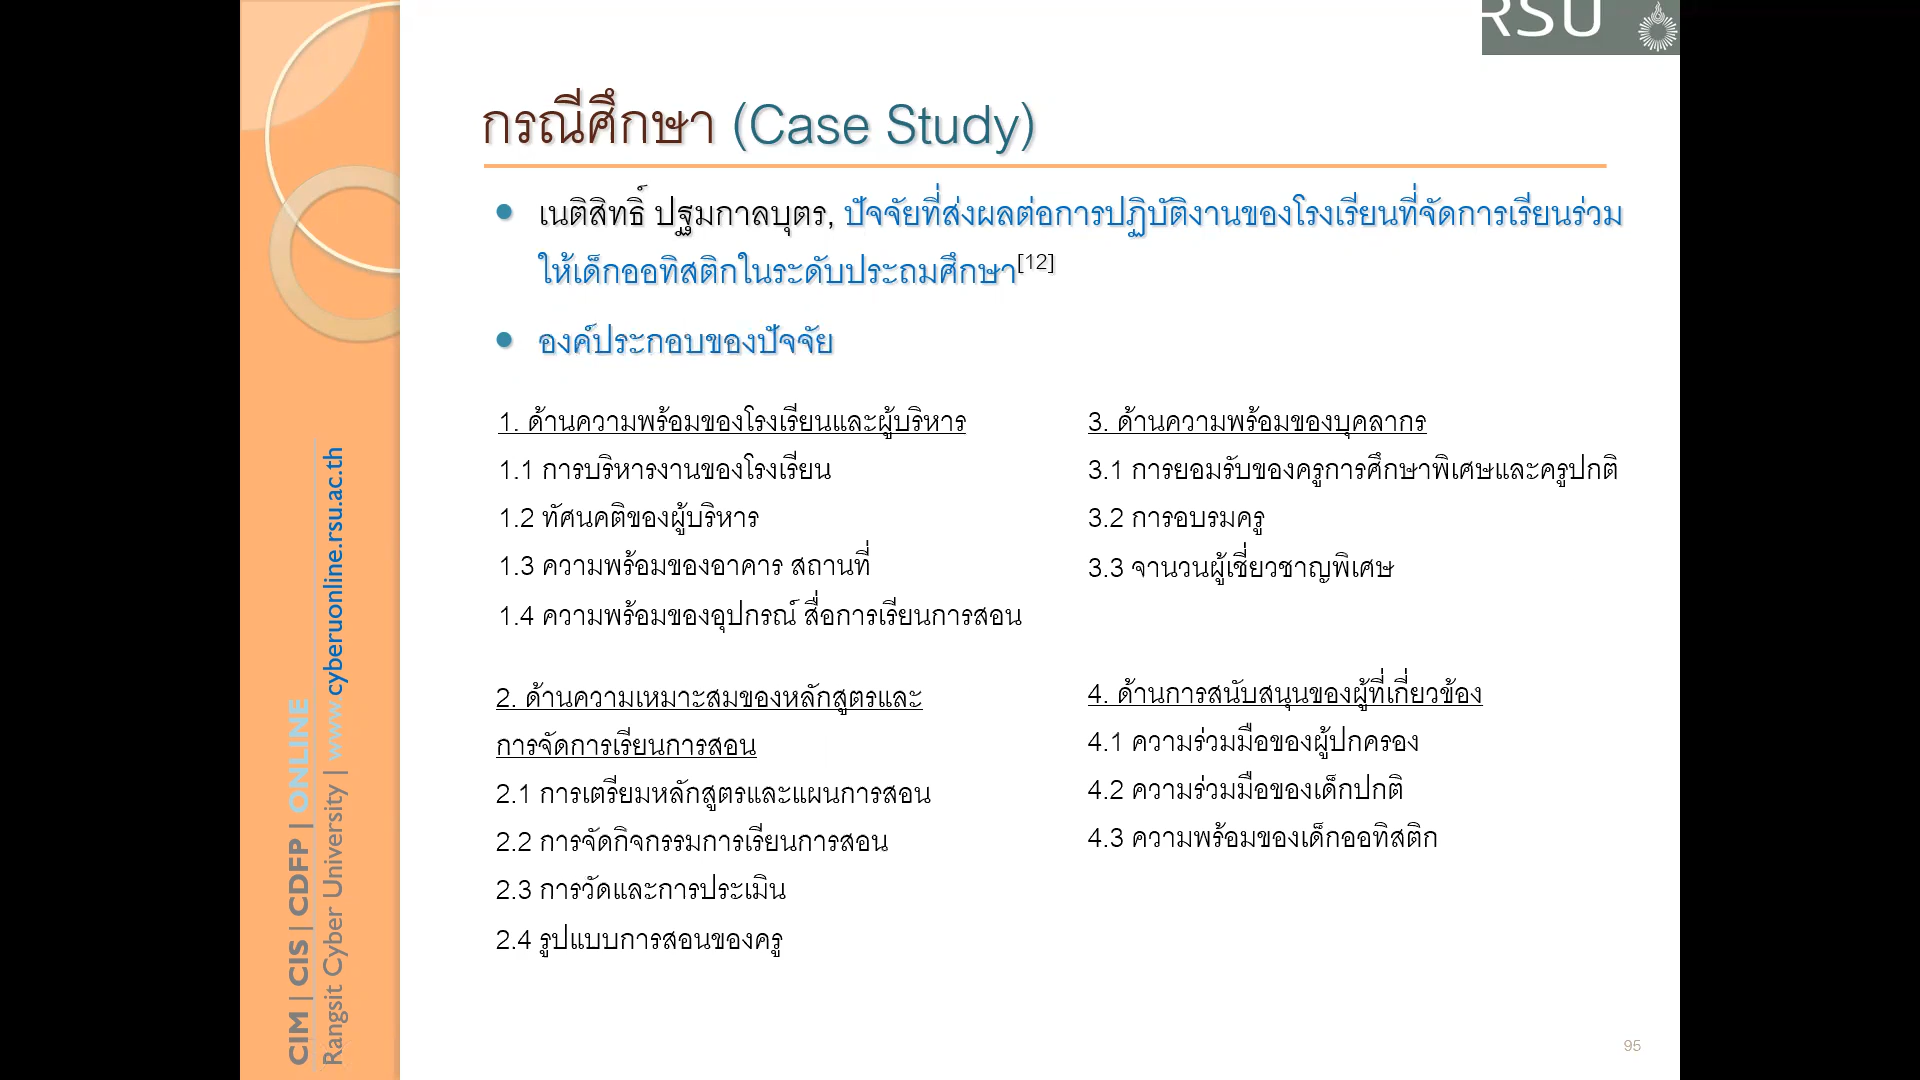 RSU
กรณีศึกษา (Case Study)
เนติสิทธิ์ ปฐมกาลบุตร, ปัจจัยที่ส่งผลต่อการปฏิบัติงานของโรงเรียนที่จัดการเรียนร่วม
ให้เด็กออทิสติกในระดับประถมศึกษา[12]
องค์ประกอบของปัจจัย
1. ด้านความพร้อมของโรงเรียนและผู้บริหาร
1.1 การบริหารงานของโรงเรียน
1.2 ทัศนคติของผู้บริหาร
1.3 ความพร้อมของอาคาร สถานที่
1.4 ความพร้อมของอุปกรณ์ สื่อการเรียนการสอน
2. ด้านความเหมาะสมของหลักสูตรและ
การจัดการเรียนการสอน
2.1 การเตรียมหลักสูตรและแผนการสอน
2.2 การจัดกิจกรรมการเรียนการสอน
2.3 การวัดและการประเมิน
2.4 รูปแบบการสอนของครู
3. ด้านความพร้อมของบุคลากร
3.1 การยอมรับของครูการศึกษาพิเศษและครูปกติ
3.2 การอบรมครู
3.3 จานวนผู้เชี่ยวชาญพิเศษ
4. ด้านการสนับสนุนของผู้ที่เกี่ยวข้อง
4.1 ความร่วมมือของผู้ปกครอง
4.2 ความร่วมมือของเด็กปกติ
4.3 ความพร้อมของเด็กออทิสติก
CIM | CIS | CDFP | ONLINE
Rangsit Cyber University | www.cyberuonline.rsu.ac.th
95